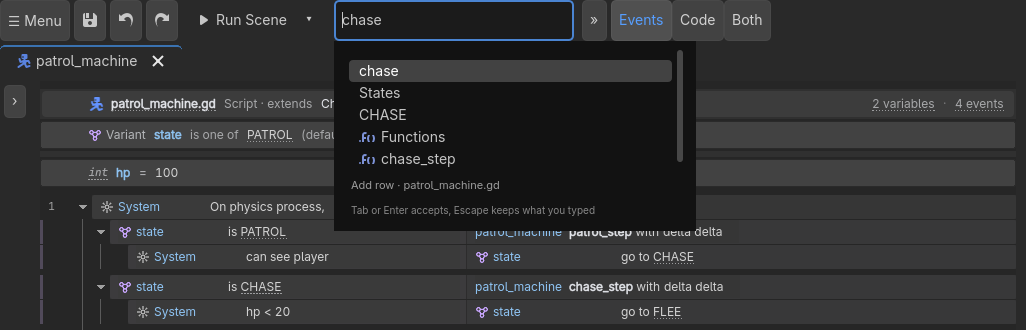 Menu
Run Scene
chase
»
Events
Code
Both
patrol_machine
chase
States
CHASE
Functions
chase_step
Add row · patrol_machine.gd
Tab or Enter accepts, Escape keeps what you typed
patrol_machine.gd Script · extends Ch
2 variables · 4 events
Variant state is one of PATROL (defau
int hp = 100
1 System On physics process,
state is PATROL patrol_machine patrol_step with delta delta
System can see player state go to CHASE
state is CHASE patrol_machine chase_step with delta delta
System hp < 20 state go to FLEE